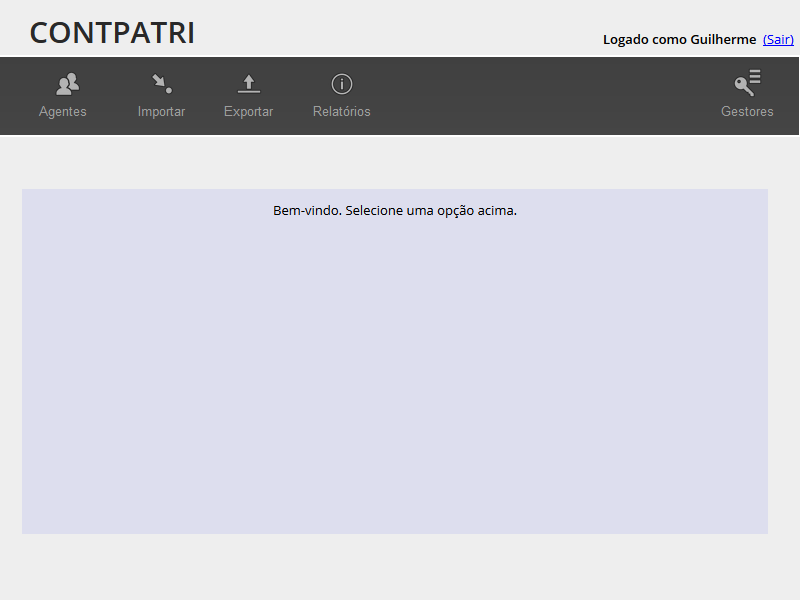 CONTPATRI
Logado como Guilherme (Sair)
Agentes
Importar
Exportar
Relatórios
Gestores
Bem-vindo. Selecione uma opção acima.